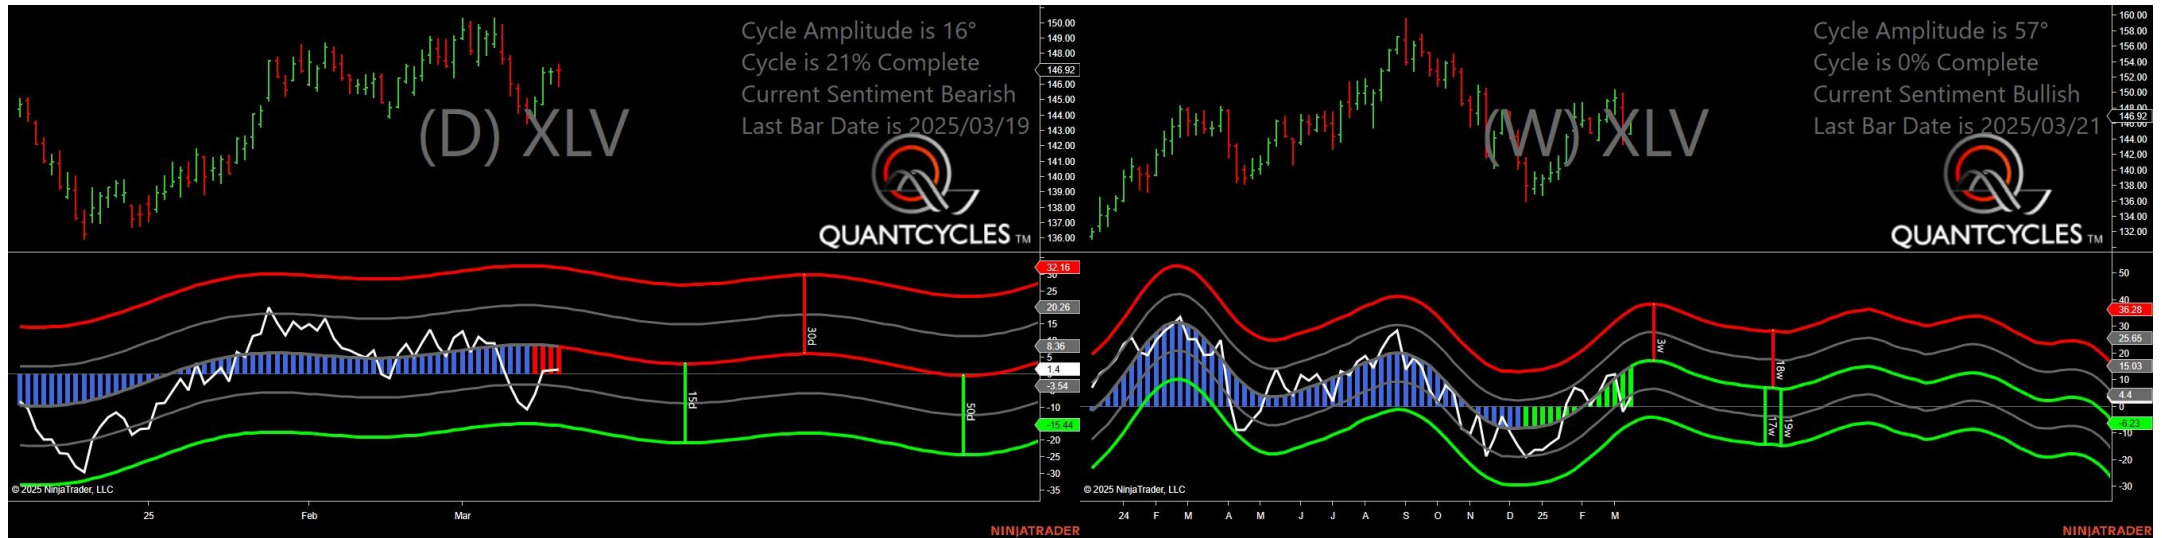 Cycle Amplitude is 16°
Cycle is 21% Complete
Current Sentiment Bearish
Last Bar Date is 2025/03/19
(D) XLV
QUANTCYCLES TM
150.00
149.00
148.00
146.92
146.00
145.00
144.00
143.00
142.00
141.00
140.00
139.00
138.00
137.00
136.00
32.16
30
25
20.26
15
8.36
5
1.4
-3.54
-10
-15.44
-20
-25
-30
-35
30d
15d
50d
© 2025 NinjaTrader, LLC
25 Feb Mar
NINJATRADER
Cycle Amplitude is 57°
Cycle is 0% Complete
Current Sentiment Bullish
Last Bar Date is 2025/03/21
(W) XLV
QUANTCYCLES TM
160.00
158.00
156.00
154.00
152.00
150.00
148.00
146.92
146.00
144.00
142.00
140.00
138.00
136.00
134.00
132.00
50
40
36.28
30
25.65
20
15.03
10
4.4
0
-6.23
-10
-20
-30
3w
18w
17w
19w
© 2025 NinjaTrader, LLC
24 F M A M J J A S O N D 25 F M
NINJATRADER